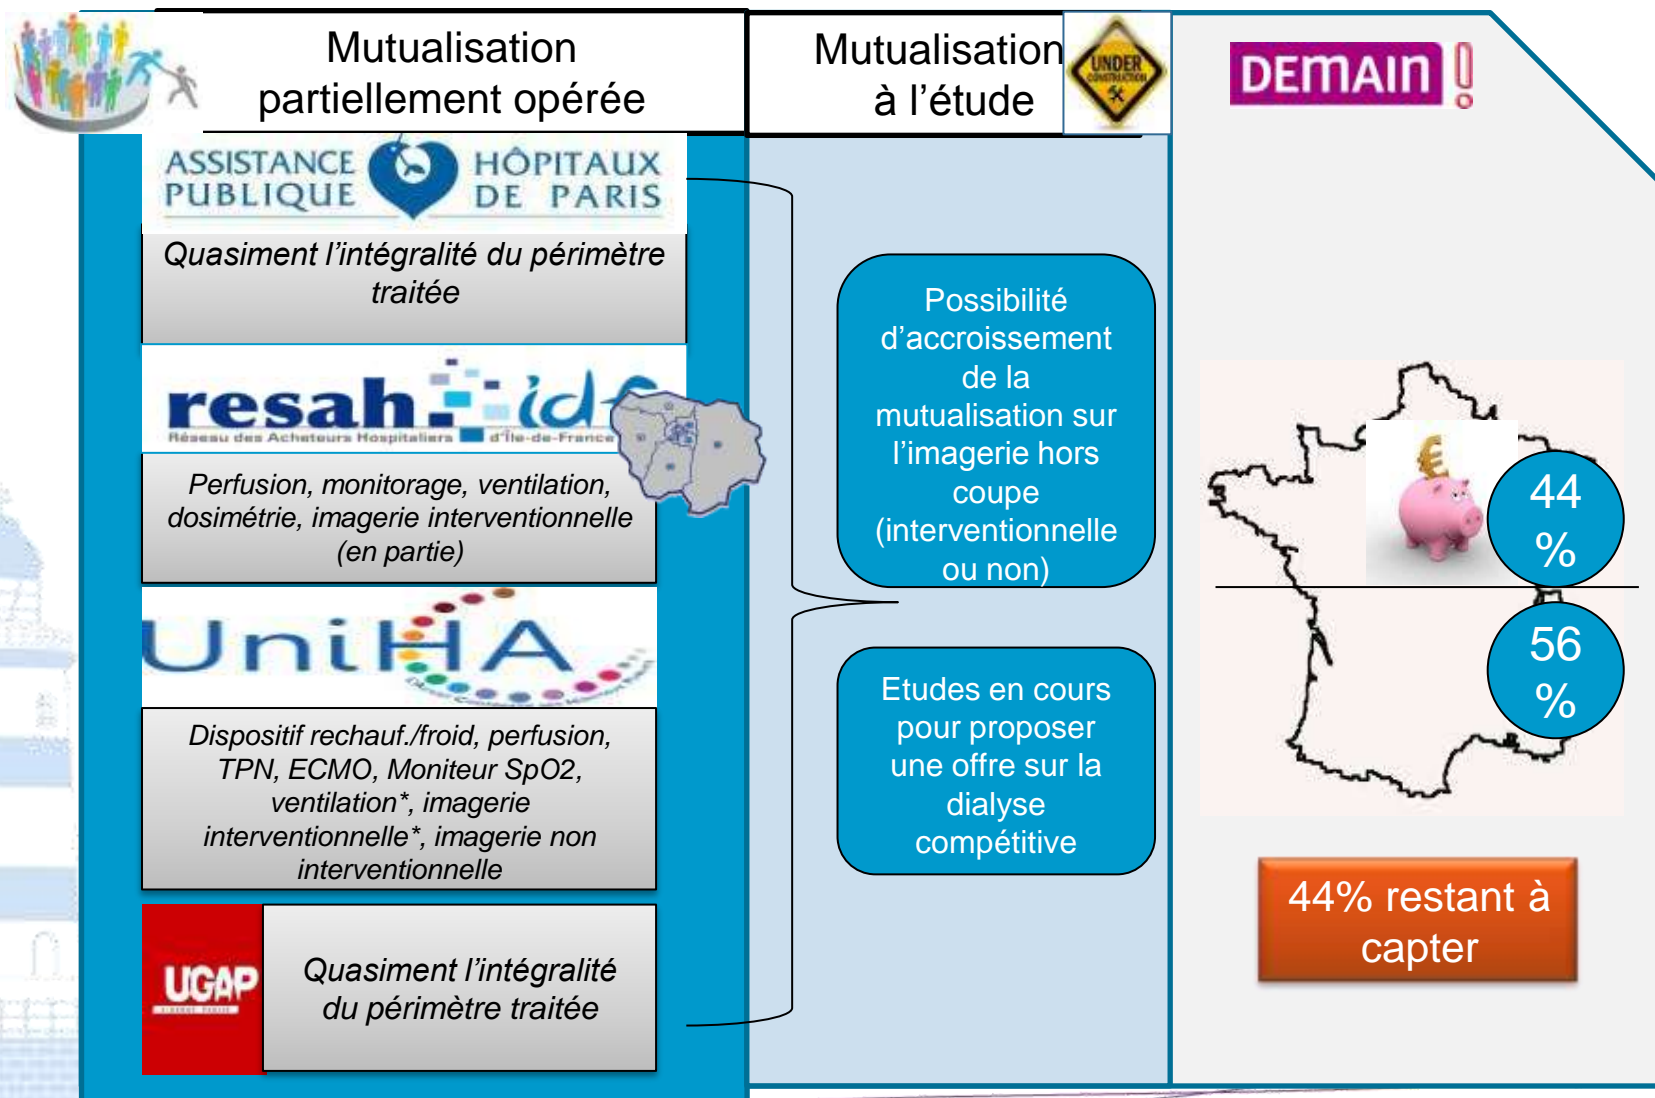 Mutualisation
partiellement opérée
ASSISTANCE HÔPITAUX
PUBLIQUE DE PARIS
Quasiment l’intégralité du périmètre
traitée
resah idf
Réseau des Acheteurs Hospitaliers d'Île-de-France
Perfusion, monitorage, ventilation,
dosimétrie, imagerie interventionnelle
(en partie)
UniHA
Dispositif rechauf./froid, perfusion,
TPN, ECMO, Moniteur SpO2,
ventilation*, imagerie
interventionnelle*, imagerie non
interventionnelle
UGAP
Quasiment l’intégralité
du périmètre traitée
Mutualisation
à l’étude
UNDER
CONSTRUCTION
Possibilité
d’accroissement
de la
mutualisation sur
l’imagerie hors
coupe
(interventionnelle
ou non)
Etudes en cours
pour proposer
une offre sur la
dialyse
compétitive
DEMAIN !
€
44
%
56
%
44% restant à
capter